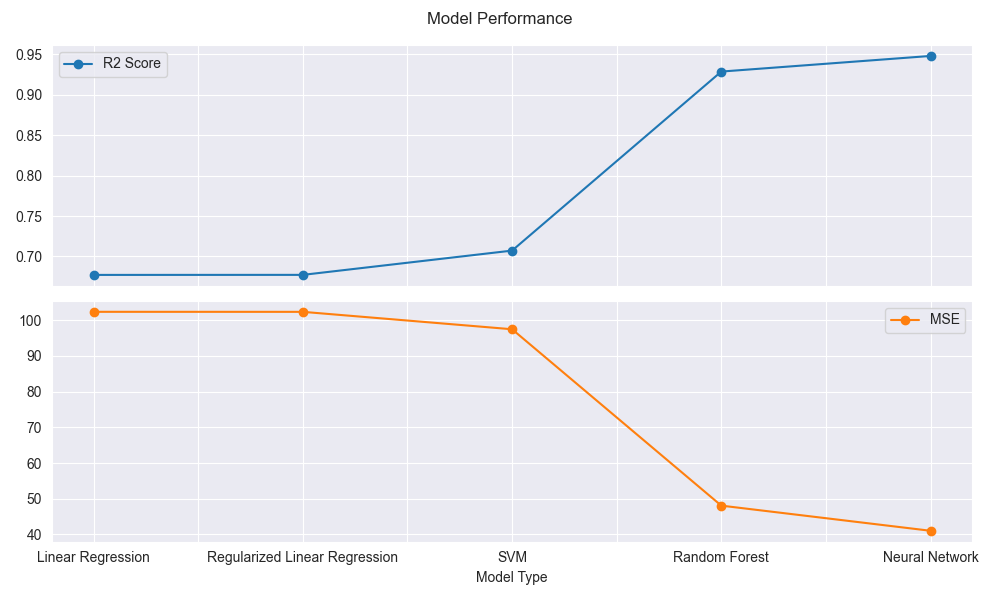 Model Performance
0.95
R2 Score
0.90
0.85
0.80
0.75
0.70
100
MSE
90
80
70
60
50
40
Linear Regression Regularized Linear Regression SVM Random Forest Neural Network
Model Type